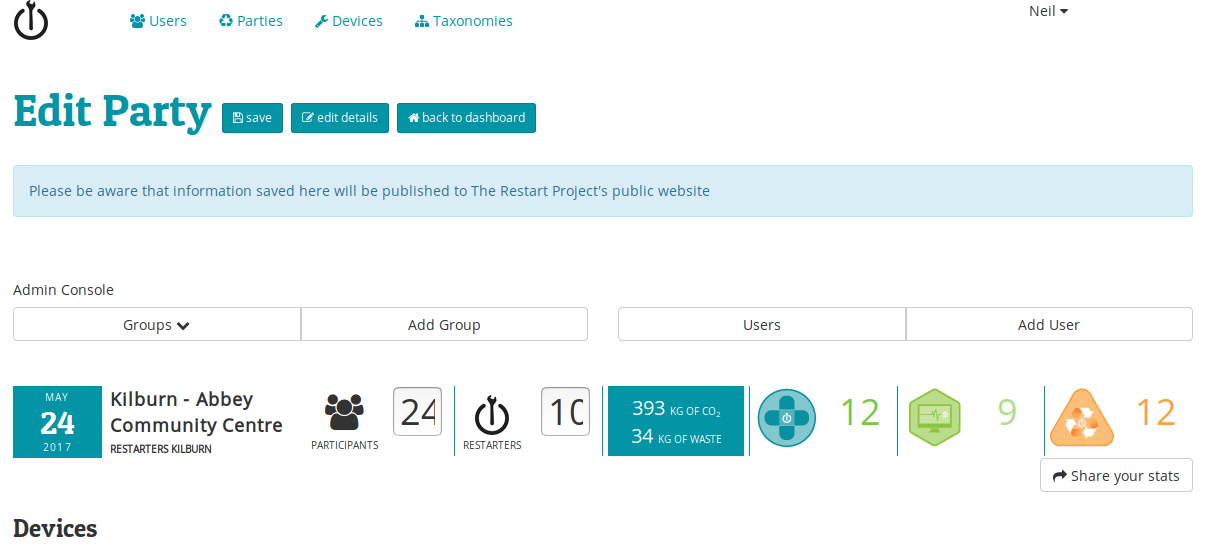 Users Parties Devices Taxonomies Neil
Edit Party save edit details back to dashboard
Please be aware that information saved here will be published to The Restart Project's public website
Admin Console
Groups Add Group Users Add User
MAY
24
2017
Kilburn - Abbey
Community Centre
RESTARTERS KILBURN
PARTICIPANTS
24
RESTARTERS
10
393 KG OF CO₂
34 KG OF WASTE
12
9
12
Share your stats
Devices